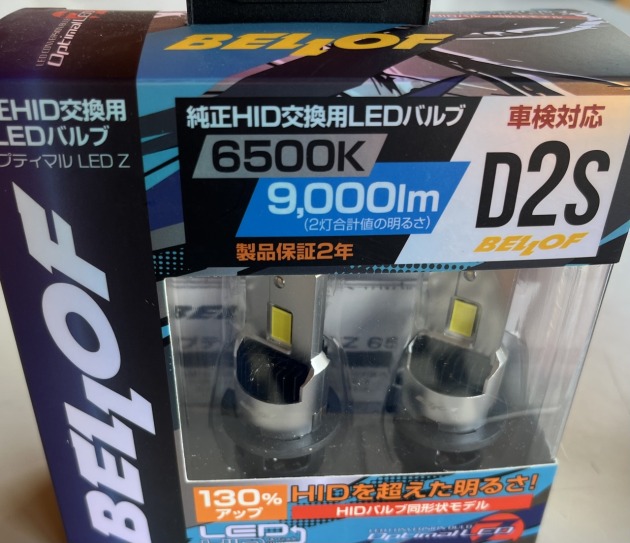 BELLOF
純正HID交換用LEDバルブ
車検対応
6500K
9,000lm
(2灯合計値の明るさ)
D2S
BELLOF
製品保証2年
EHID交換用
LEDバルブ
プティマル LED Z
BELLOF
130%
アップ
HIDを超えた明るさ!
HIDバルブ同形状モデル
LED
Optimal LED